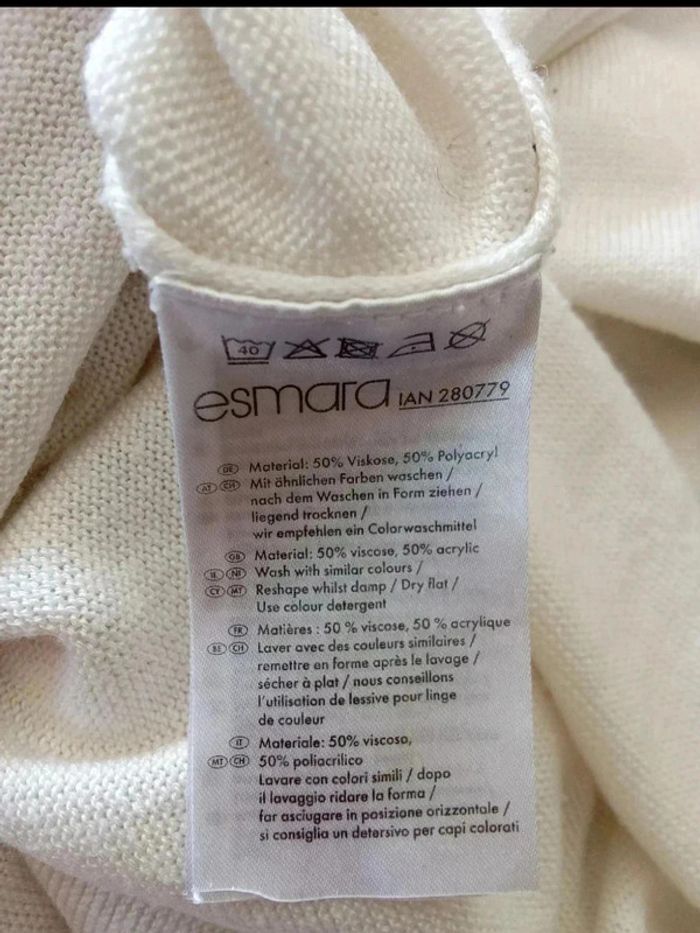 40
esmara IAN 280779
DE Material: 50% Viskose, 50% Polyacryl
AT CH Mit ähnlichen Farben waschen /
nach dem Waschen in Form ziehen /
liegend trocknen /
wir empfehlen ein Colorwaschmittel
GB Material: 50% viscose, 50% acrylic
IE NI Wash with similar colours /
CY MT Reshape whilst damp / Dry flat /
Use colour detergent
FR Matières : 50 % viscose, 50 % acrylique
BE CH Laver avec des couleurs similaires /
remettre en forme après le lavage /
sécher à plat / nous conseillons
l'utilisation de lessive pour linge
de couleur
IT Materiale: 50% viscoso,
MT CH 50% poliacrilico
Lavare con colori simili / dopo
il lavaggio ridare la forma /
far asciugare in posizione orizzontale /
si consiglia un detersivo per capi colorati